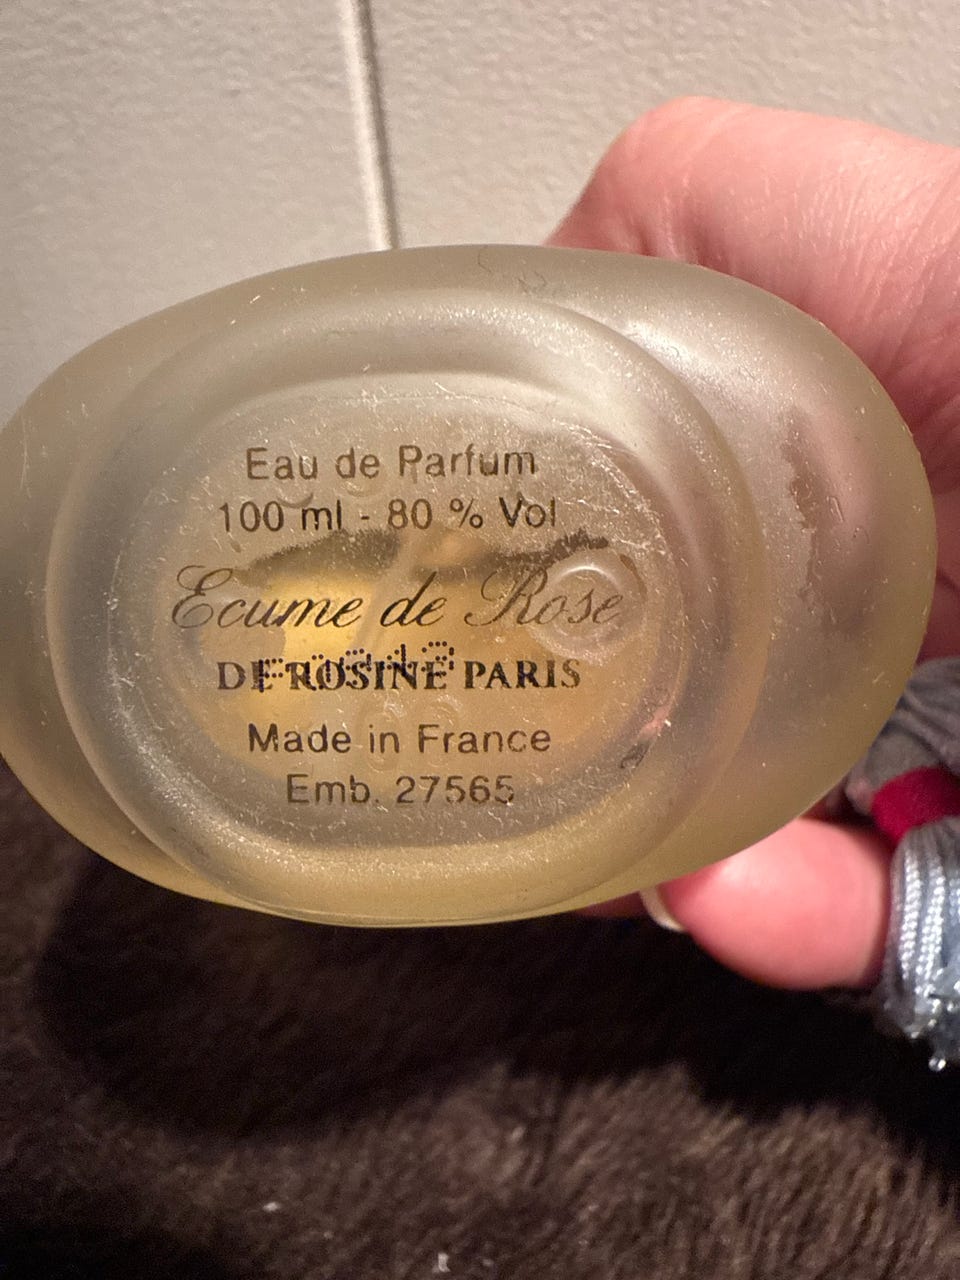 Eau de Parfum
100 ml - 80 % Vol
Ecume de Rose
DE ROSINE PARIS
Made in France
Emb. 27565